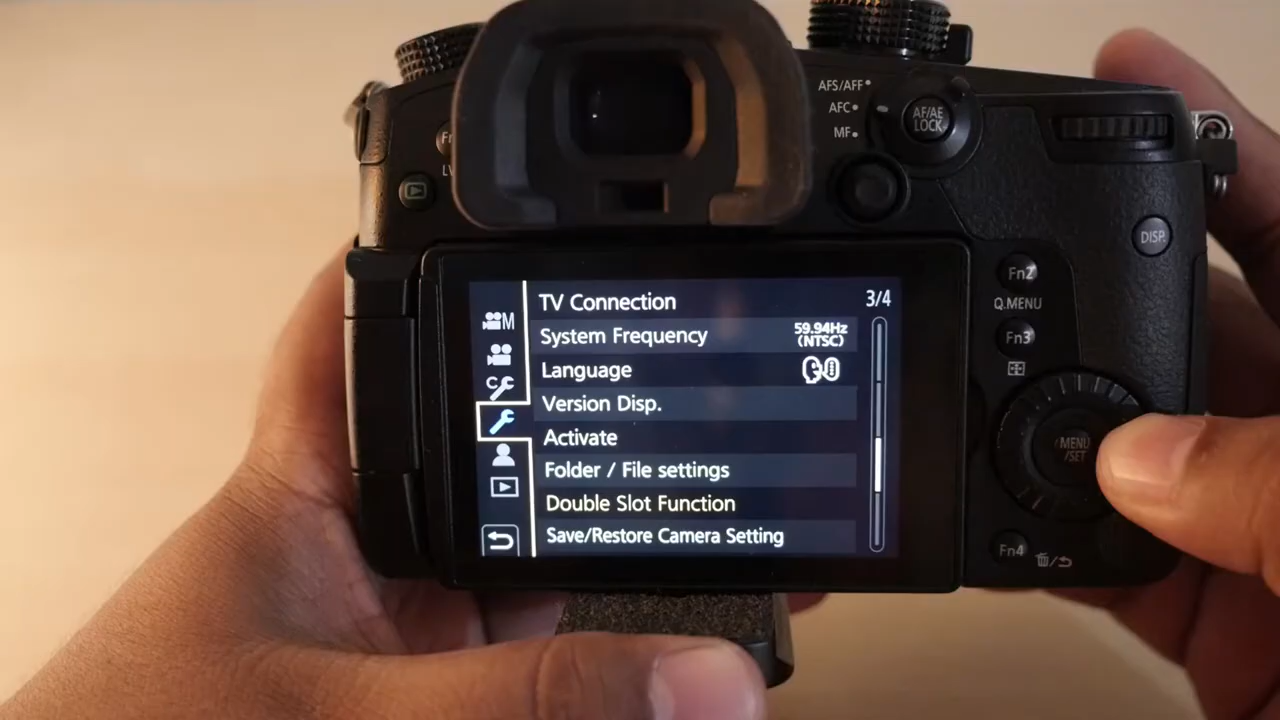 AFS/AFF
AFC
MF
AF/AE
LOCK
DISP.
Fn2
Q.MENU
Fn3
TV Connection
3/4
System Frequency
59.94Hz
(NTSC)
Language
Version Disp.
Activate
Folder / File settings
Double Slot Function
Save/Restore Camera Setting
M
C
MENU
/SET
Fn4